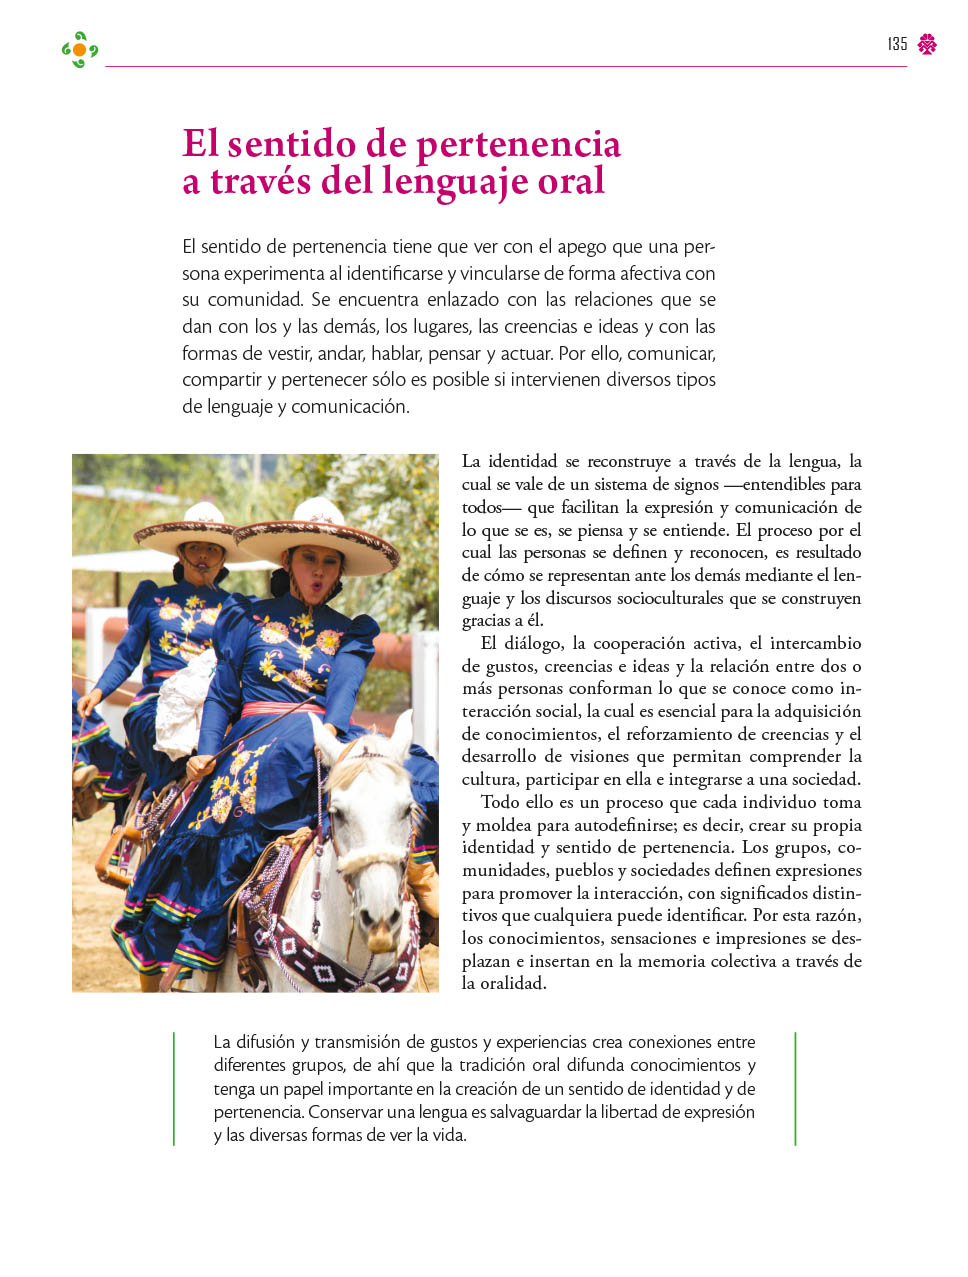 135
El sentido de pertenencia
a través del lenguaje oral
El sentido de pertenencia tiene que ver con el apego que una per-
sona experimenta al identificarse y vincularse de forma afectiva con
su comunidad. Se encuentra enlazado con las relaciones que se
dan con los y las demás, los lugares, las creencias e ideas y con las
formas de vestir, andar, hablar, pensar y actuar. Por ello, comunicar,
compartir y pertenecer sólo es posible si intervienen diversos tipos
de lenguaje y comunicación.
La identidad se reconstruye a través de la lengua, la
cual se vale de un sistema de signos —entendibles para
todos— que facilitan la expresión y comunicación de
lo que se es, se piensa y se entiende. El proceso por el
cual las personas se definen y reconocen, es resultado
de cómo se representan ante los demás mediante el len-
guaje y los discursos socioculturales que se construyen
gracias a él.
El diálogo, la cooperación activa, el intercambio
de gustos, creencias e ideas y la relación entre dos o
más personas conforman lo que se conoce como in-
teracción social, la cual es esencial para la adquisición
de conocimientos, el reforzamiento de creencias y el
desarrollo de visiones que permitan comprender la
cultura, participar en ella e integrarse a una sociedad.
Todo ello es un proceso que cada individuo toma
y moldea para autodefinirse; es decir, crear su propia
identidad y sentido de pertenencia. Los grupos, co-
munidades, pueblos y sociedades definen expresiones
para promover la interacción, con significados distin-
tivos que cualquiera puede identificar. Por esta razón,
los conocimientos, sensaciones e impresiones se des-
plazan e insertan en la memoria colectiva a través de
la oralidad.
La difusión y transmisión de gustos y experiencias crea conexiones entre
diferentes grupos, de ahí que la tradición oral difunda conocimientos y
tenga un papel importante en la creación de un sentido de identidad y de
pertenencia. Conservar una lengua es salvaguardar la libertad de expresión
y las diversas formas de ver la vida.